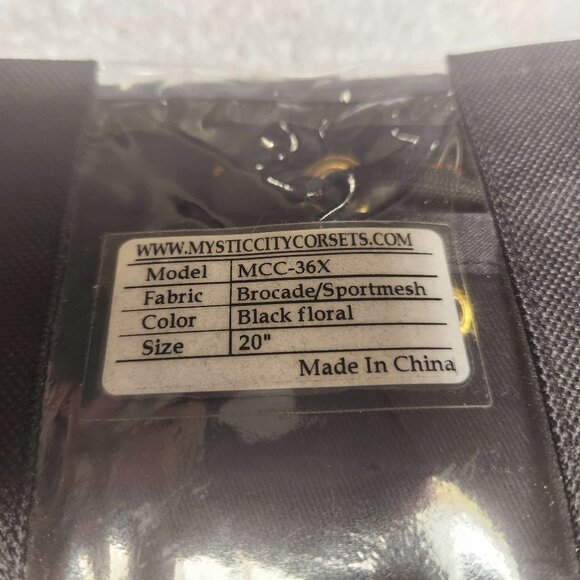 WWW.MYSTICCITYCORSETS.COM
Model MCC-36X
Fabric Brocade/Sportmesh
Color Black floral
Size 20"
Made In China